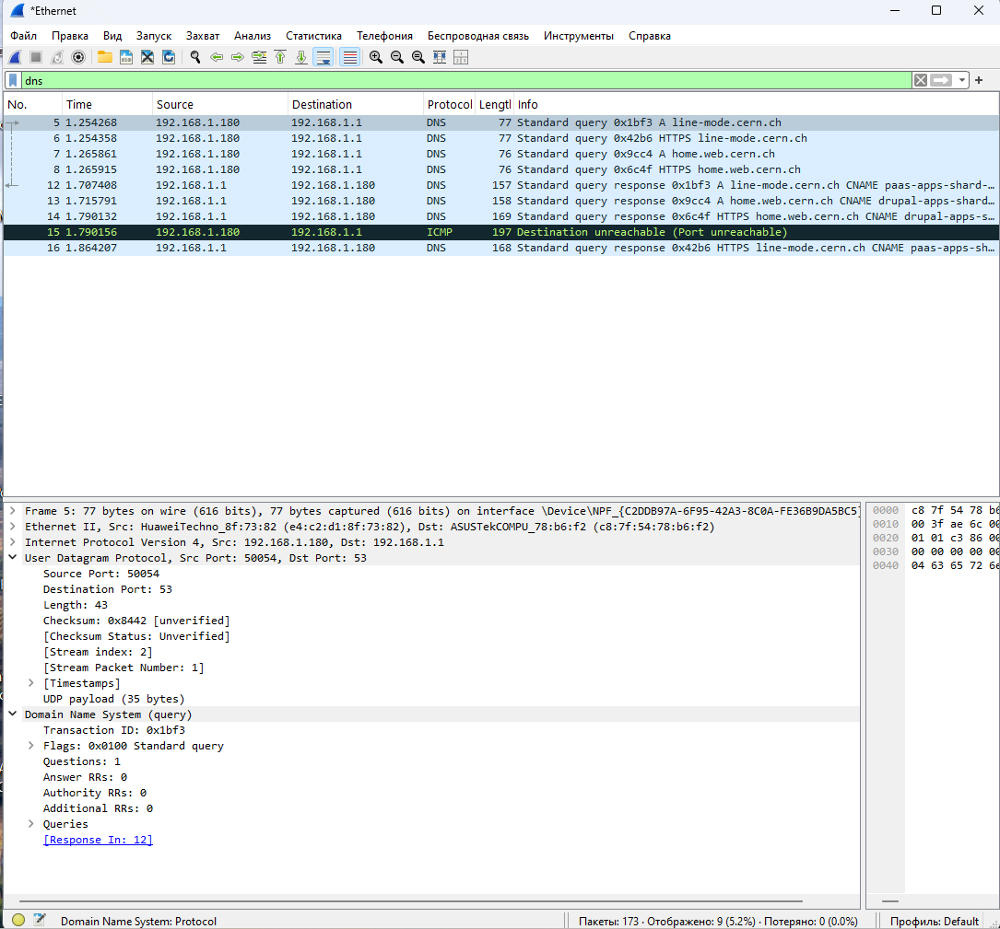 *Ethernet
Файл Правка Вид Запуск Захват Анализ Статистика Телефония Беспроводная связь Инструменты Справка
dns
No. Time Source Destination Protocol Lengtl Info
5 1.254268 192.168.1.180 192.168.1.1 DNS 77 Standard query 0x1bf3 A line-mode.cern.ch
6 1.254358 192.168.1.180 192.168.1.1 DNS 77 Standard query 0x42b6 HTTPS line-mode.cern.ch
7 1.265861 192.168.1.180 192.168.1.1 DNS 76 Standard query 0x9cc4 A home.web.cern.ch
8 1.265915 192.168.1.180 192.168.1.1 DNS 76 Standard query 0x6c4f HTTPS home.web.cern.ch
12 1.707408 192.168.1.1 192.168.1.180 DNS 157 Standard query response 0x1bf3 A line-mode.cern.ch CNAME paas-apps-shard-…
13 1.715791 192.168.1.1 192.168.1.180 DNS 158 Standard query response 0x9cc4 A home.web.cern.ch CNAME drupal-apps-shard…
14 1.790132 192.168.1.1 192.168.1.180 DNS 169 Standard query response 0x6c4f HTTPS home.web.cern.ch CNAME drupal-apps-s…
15 1.790156 192.168.1.180 192.168.1.1 ICMP 197 Destination unreachable (Port unreachable)
16 1.864207 192.168.1.1 192.168.1.180 DNS 168 Standard query response 0x42b6 HTTPS line-mode.cern.ch CNAME paas-apps-sh…
Frame 5: 77 bytes on wire (616 bits), 77 bytes captured (616 bits) on interface \Device\NPF_{C2DDB97A-6F95-42A3-8C0A-FE36B9DA5BC5}
Ethernet II, Src: HuaweiTechno_8f:73:82 (e4:c2:d1:8f:73:82), Dst: ASUSTekCOMPU_78:b6:f2 (c8:7f:54:78:b6:f2)
Internet Protocol Version 4, Src: 192.168.1.180, Dst: 192.168.1.1
User Datagram Protocol, Src Port: 50054, Dst Port: 53
Source Port: 50054
Destination Port: 53
Length: 43
Checksum: 0x8442 [unverified]
[Checksum Status: Unverified]
[Stream index: 2]
[Stream Packet Number: 1]
[Timestamps]
UDP payload (35 bytes)
Domain Name System (query)
Transaction ID: 0x1bf3
Flags: 0x0100 Standard query
Questions: 1
Answer RRs: 0
Authority RRs: 0
Additional RRs: 0
Queries
[Response In: 12]
0000 c8 7f 54 78 b6
0010 00 3f ae 6c 00
0020 01 01 c3 86 00
0030 00 00 00 00 00
0040 04 63 65 72 6e
Domain Name System: Protocol
Пакеты: 173 · Отображено: 9 (5.2%) · Потеряно: 0 (0.0%)
Профиль: Default